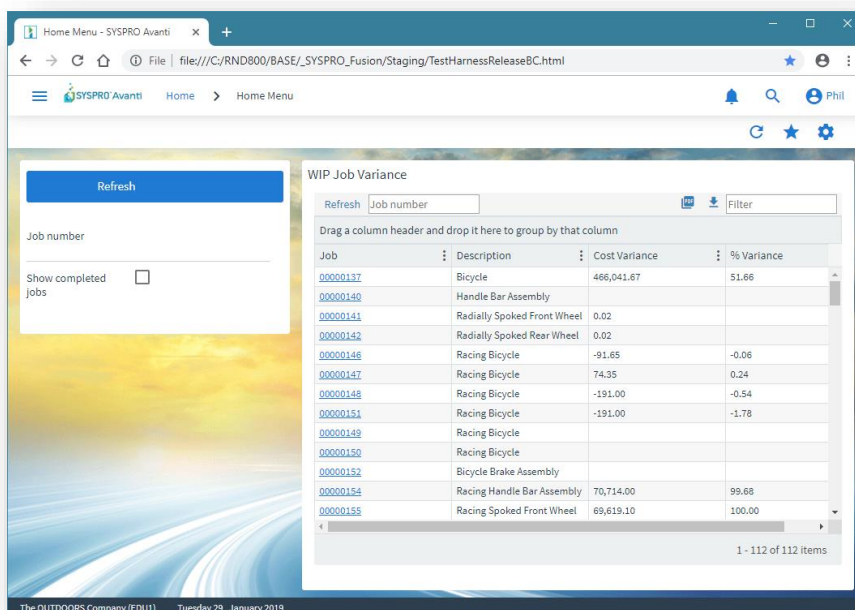 Home Menu - SYSPRO Avanti
File | file:///C:/RND800/BASE/_SYSPRO_Fusion/Staging/TestHarnessReleaseBC.html
SYSPRO Avanti Home > Home Menu Phil
Refresh
Job number
Show completed
jobs
WIP Job Variance
Refresh Job number PDF Filter
Drag a column header and drop it here to group by that column
Job Description Cost Variance % Variance
00000137 Bicycle 466,041.67 51.66
00000140 Handle Bar Assembly
00000141 Radially Spoked Front Wheel 0.02
00000142 Radially Spoked Rear Wheel 0.02
00000146 Racing Bicycle -91.65 -0.06
00000147 Racing Bicycle 74.35 0.24
00000148 Racing Bicycle -191.00 -0.54
00000151 Racing Bicycle -191.00 -1.78
00000149 Racing Bicycle
00000150 Racing Bicycle
00000152 Bicycle Brake Assembly
00000154 Racing Handle Bar Assembly 70,714.00 99.68
00000155 Racing Spoked Front Wheel 69,619.10 100.00
1 - 112 of 112 items
The OUTDOORS Company (EDU1) Tuesday 29, January 2019